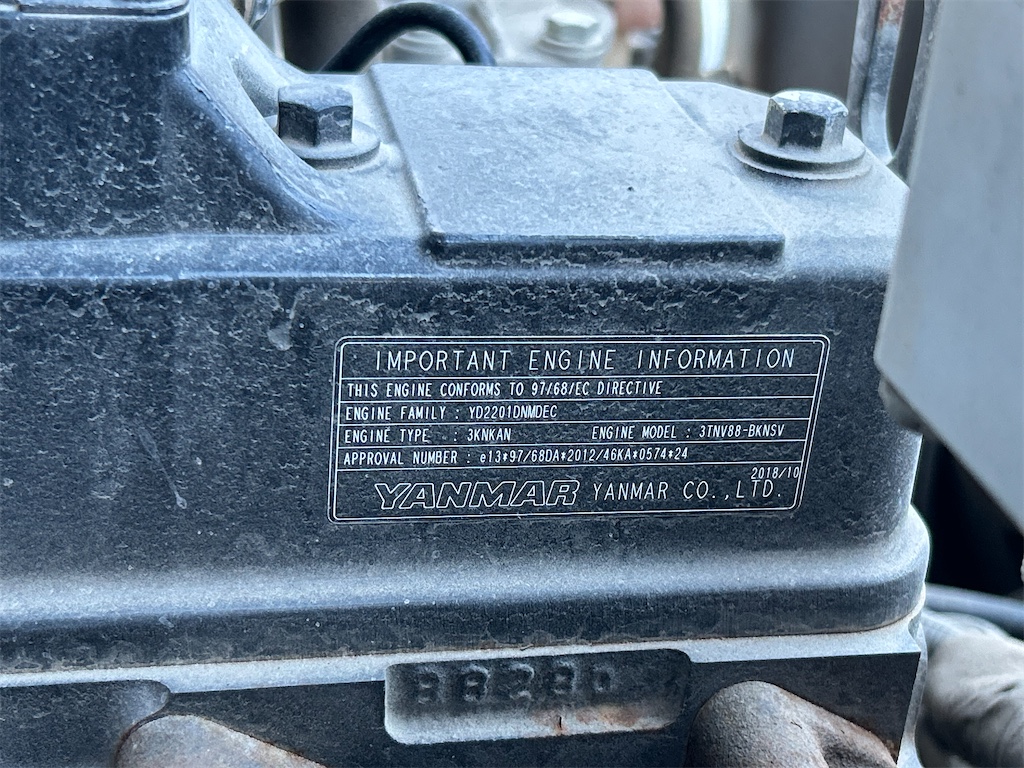 IMPORTANT ENGINE INFORMATION
THIS ENGINE CONFORMS TO 97/68/EC DIRECTIVE
ENGINE FAMILY : YD2201DNMDEC
ENGINE TYPE : 3KNKAN ENGINE MODEL : 3TNV88-BKNSV
APPROVAL NUMBER : e13*97/68DA*2012/46KA*0574*24
2018/10
YANMAR YANMAR CO.,LTD.